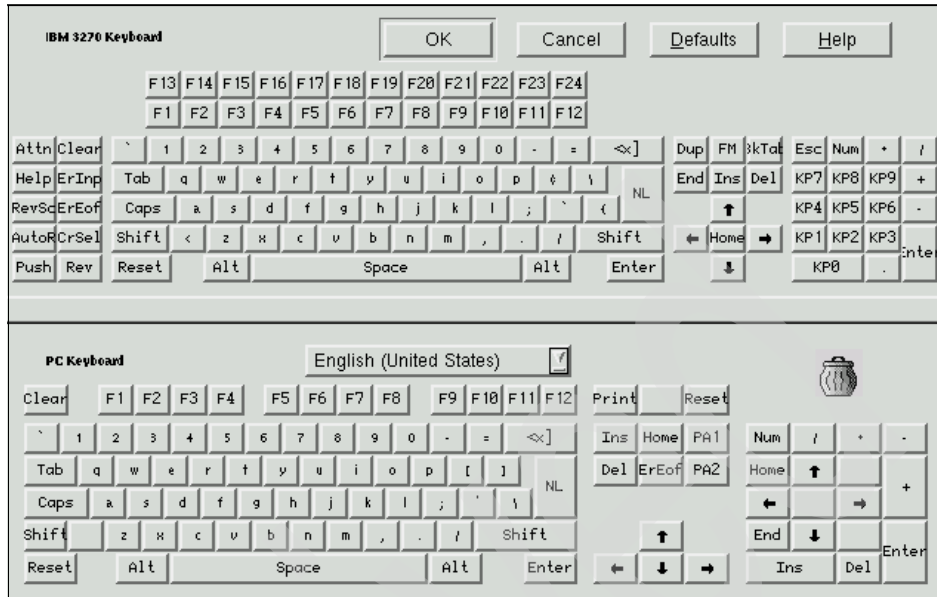 IBM 3270 Keyboard OK Cancel Defaults Help
F13 F14 F15 F16 F17 F18 F19 F20 F21 F22 F23 F24
F1 F2 F3 F4 F5 F6 F7 F8 F9 F10 F11 F12
Attn Clear ` 1 2 3 4 5 6 7 8 9 0 - = <x] Dup FM BkTab Esc Num * /
Help ErInp Tab q w e r t y u i o p ¢ \ NL End Ins Del KP7 KP8 KP9 +
RevSc ErEof Caps a s d f g h j k l ; ` { ↑ KP4 KP5 KP6 -
AutoR CrSel Shift < z x c v b n m , . / Shift ← Home → KP1 KP2 KP3 Enter
Push Rev Reset Alt Space Alt Enter ↓ KP0 .
PC Keyboard English (United States)
Clear F1 F2 F3 F4 F5 F6 F7 F8 F9 F10 F11 F12 Print Reset
` 1 2 3 4 5 6 7 8 9 0 - = <x] Ins Home PA1 Num / * -
Tab q w e r t y u i o p [ ] NL Del ErEof PA2 Home ↑ +
Caps a s d f g h j k l ; ' \ ← →
Shift z x c v b n m , . / Shift ↑ End ↓ Enter
Reset Alt Space Alt Enter ← ↓ → Ins Del